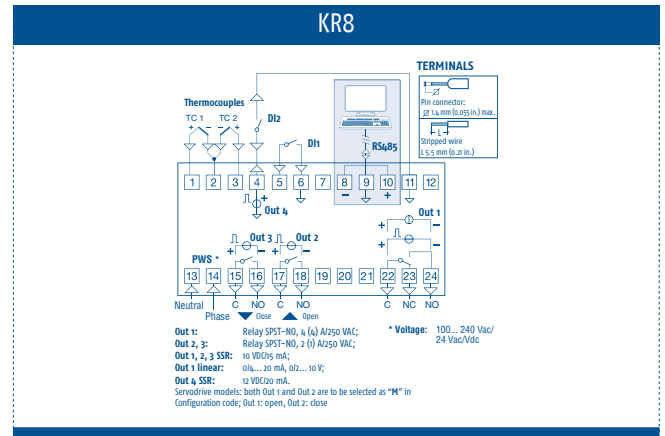 KR8
TERMINALS
Pin connector:
Ø 1.4 mm (0.055 in.) max.
L
Stripped wire
L 5.5 mm (0.21 in.)
Thermocouples
TC 1 TC 2
+ - - +
DI2
DI1
RS485
1 2 3 4 5 6 7 8 9 10 11 12
- +
+
Out 4
Out 1
+ -
+ -
Out 3 Out 2
+ - + -
PWS *
13 14 15 16 17 18 19 20 21 22 23 24
Neutral C NO C NO C NC NO
Phase Close Open
Out 1: Relay SPST-NO, 4 (4) A/250 VAC;
Out 2, 3: Relay SPST-NO, 2 (1) A/250 VAC;
Out 1, 2, 3 SSR: 10 VDC/15 mA;
Out 1 linear: 0/4... 20 mA, 0/2... 10 V;
Out 4 SSR: 12 VDC/20 mA.
Servodrive models: both Out 1 and Out 2 are to be selected as "M" in
Configuration code; Out 1: open, Out 2: close
* Voltage: 100... 240 Vac/
24 Vac/Vdc